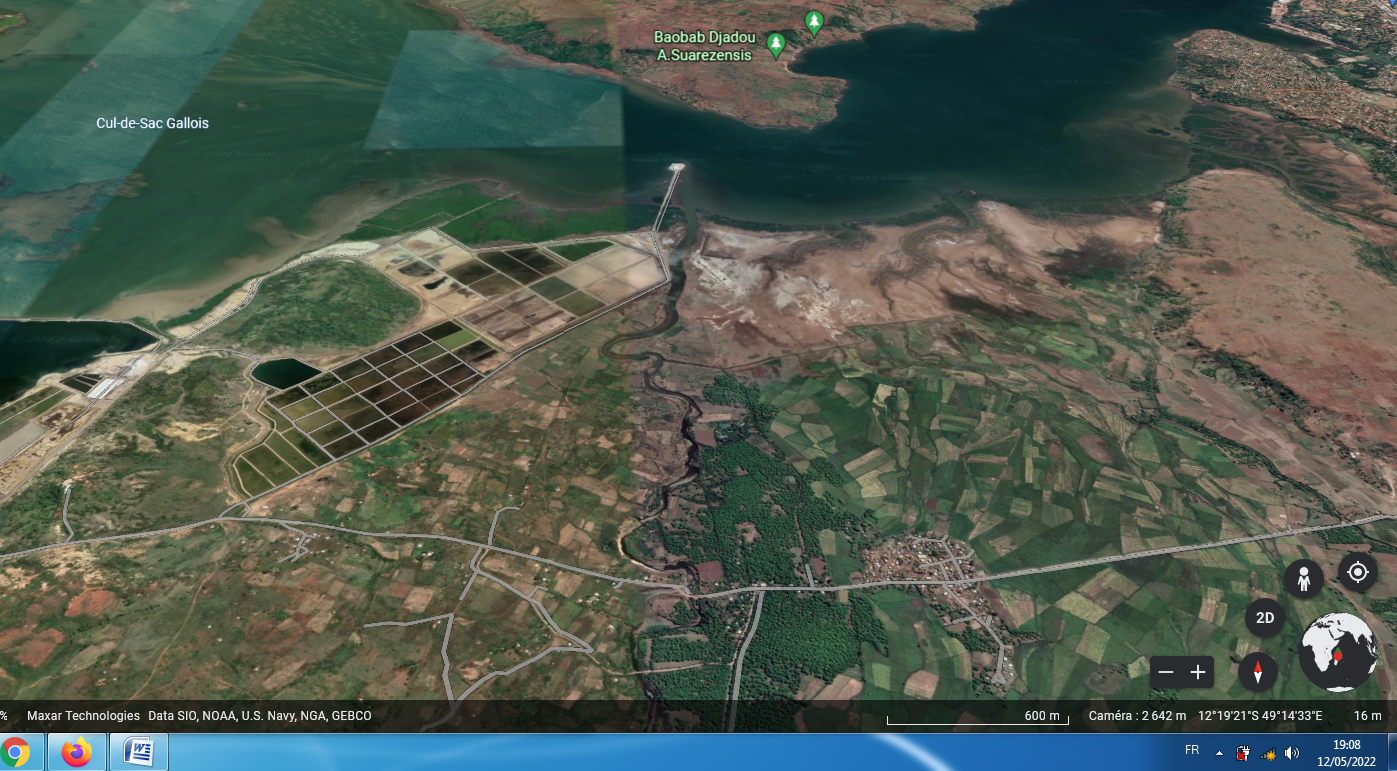 Baobab Djadou
A.Suarezensis
Cul-de-Sac Gallois
2D
% Maxar Technologies Data SIO, NOAA, U.S. Navy, NGA, GEBCO
600 m Caméra : 2 642 m 12°19'21"S 49°14'33"E 16 m
FR
19:08
12/05/2022